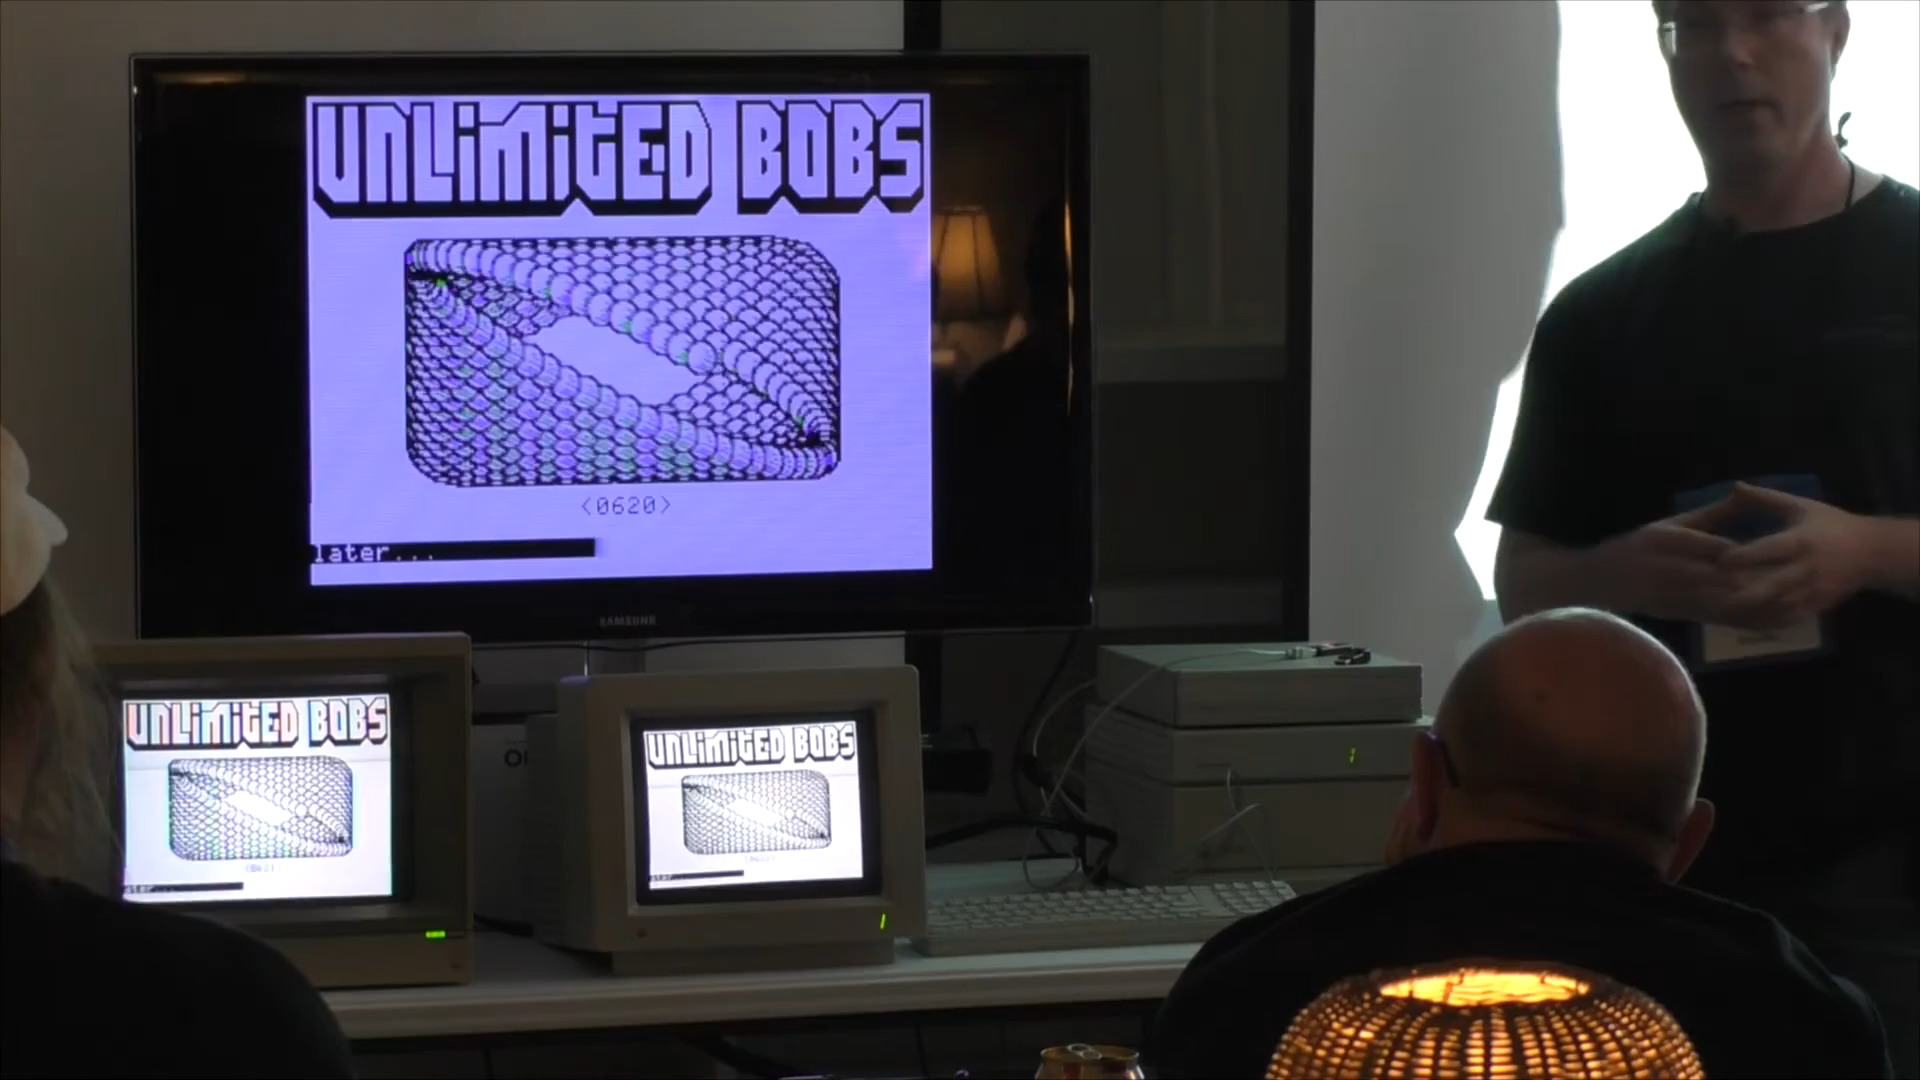 UNLIMITED BOBS
<0620>
later...
SAMSUNG
UNLIMITED BOBS
UNLIMITED BOBS